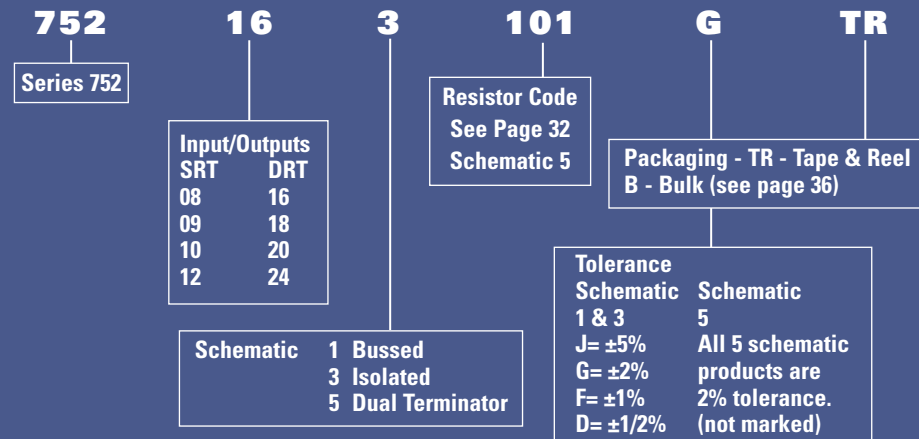 752 16 3 101 G TR
Series 752
Input/Outputs
SRT DRT
08 16
09 18
10 20
12 24
Resistor Code
See Page 32
Schematic 5
Packaging - TR - Tape & Reel
B - Bulk (see page 36)
Schematic 1 Bussed
3 Isolated
5 Dual Terminator
Tolerance
Schematic Schematic
1 & 3 5
J= ±5% All 5 schematic
G= ±2% products are
F= ±1% 2% tolerance.
D= ±1/2% (not marked)